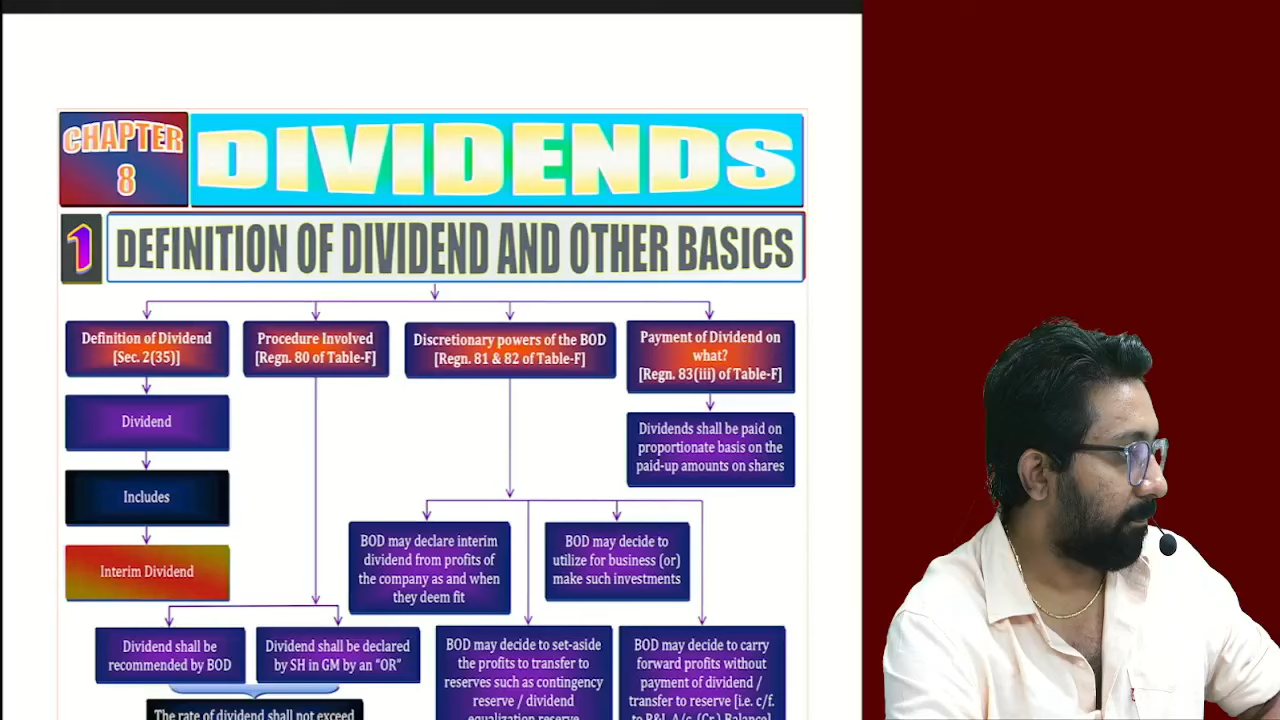 CHAPTER
8
DIVIDENDS
1
DEFINITION OF DIVIDEND AND OTHER BASICS
Definition of Dividend
[Sec. 2(35)]
Procedure Involved
[Regn. 80 of Table-F]
Discretionary powers of the BOD
[Regn. 81 & 82 of Table-F]
Payment of Dividend on
what?
[Regn. 83(iii) of Table-F]
Dividend
Includes
Interim Dividend
Dividends shall be paid on
proportionate basis on the
paid-up amounts on shares
BOD may declare interim
dividend from profits of
the company as and when
they deem fit
BOD may decide to
utilize for business (or)
make such investments
Dividend shall be
recommended by BOD
Dividend shall be declared
by SH in GM by an “OR”
BOD may decide to set-aside
the profits to transfer to
reserves such as contingency
reserve / dividend
equalization reserve
BOD may decide to carry
forward profits without
payment of dividend /
transfer to reserve [i.e. c/f.
to P&L A/c. (Cr.) Balance]
The rate of dividend shall not exceed